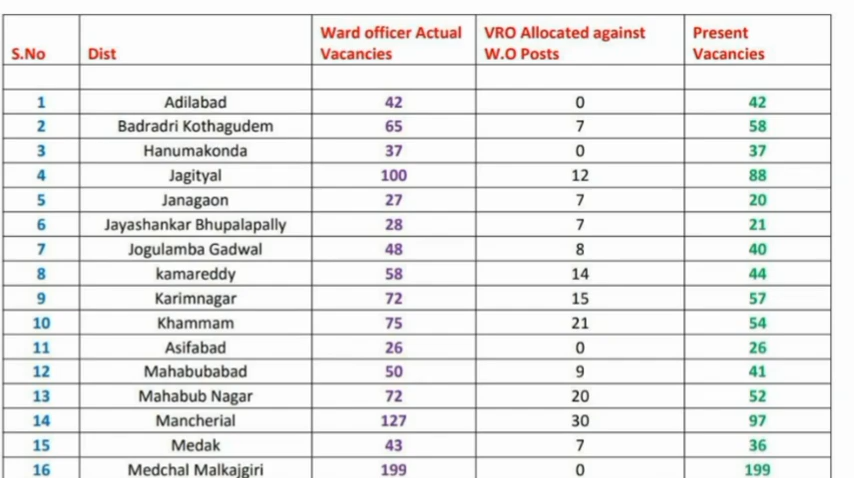 S.No Dist Ward officer Actual Vacancies VRO Allocated against W.O Posts Present Vacancies
1 Adilabad 42 0 42
2 Badradri Kothagudem 65 7 58
3 Hanumakonda 37 0 37
4 Jagityal 100 12 88
5 Janagaon 27 7 20
6 Jayashankar Bhupalapally 28 7 21
7 Jogulamba Gadwal 48 8 40
8 kamareddy 58 14 44
9 Karimnagar 72 15 57
10 Khammam 75 21 54
11 Asifabad 26 0 26
12 Mahabubabad 50 9 41
13 Mahabub Nagar 72 20 52
14 Mancherial 127 30 97
15 Medak 43 7 36
16 Medchal Malkajgiri 199 0 199